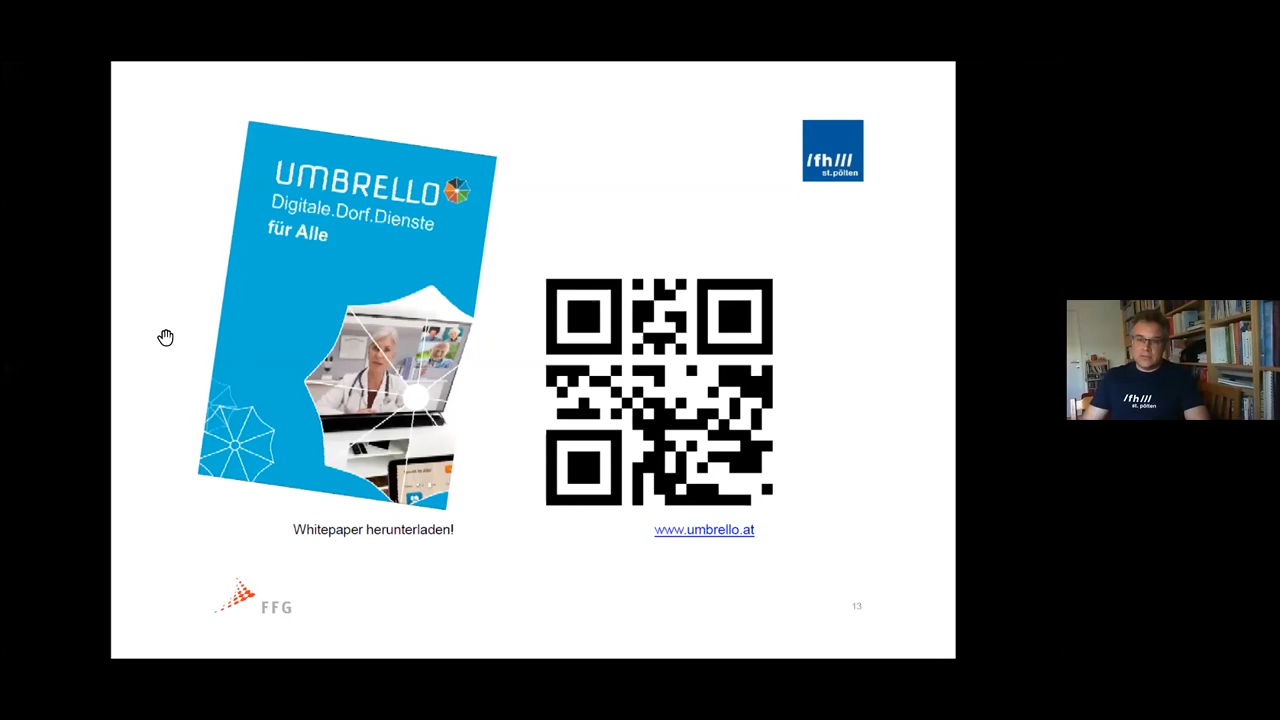 UMBRELLO
Digitale.Dorf.Dienste
für Alle
/fh///
st.pölten
Whitepaper herunterladen!
www.umbrello.at
FFG
13
/fh///
st. pölten